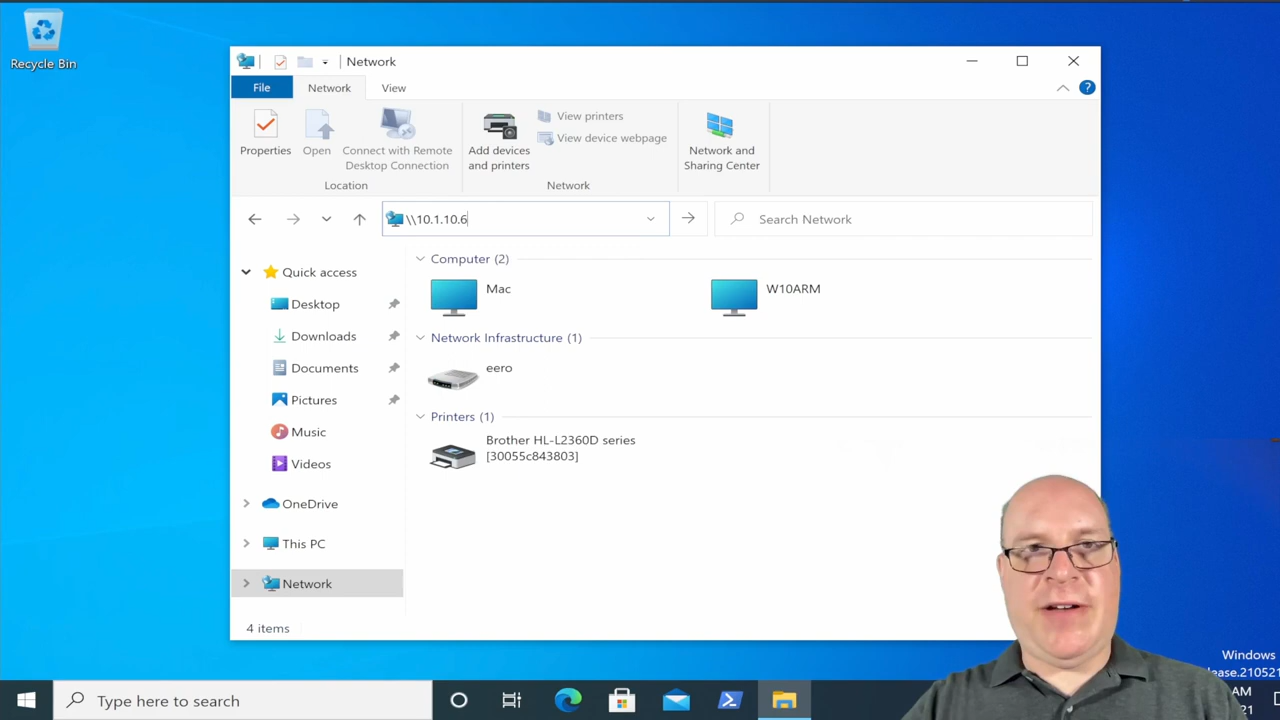 Recycle Bin
Network
File
Network
View
?
Properties
Open
Connect with Remote
Desktop Connection
Add devices
and printers
View printers
View device webpage
Network and
Sharing Center
Location
Network
\\10.1.10.6
Search Network
Quick access
Desktop
Downloads
Documents
Pictures
Music
Videos
OneDrive
This PC
Network
Computer (2)
Mac
W10ARM
Network Infrastructure (1)
eero
Printers (1)
Brother HL-L2360D series
[30055c843803]
4 items
Windows
lease.210521
AM
21
Type here to search